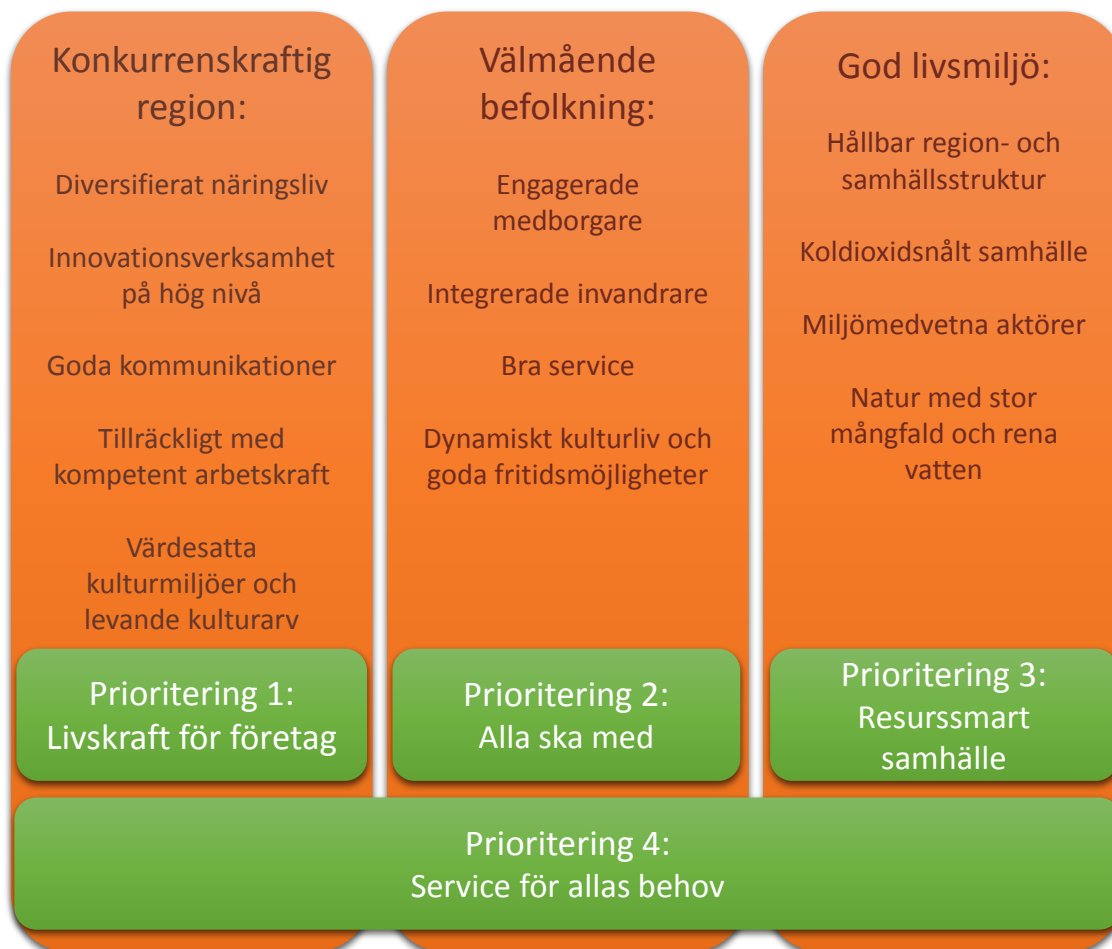 Konkurrenskraftig
region:
Diversifierat näringsliv
Innovationsverksamhet
på hög nivå
Goda kommunikationer
Tillräckligt med
kompetent arbetskraft
Värdesatta
kulturmiljöer och
levande kulturarv
Prioritering 1:
Livskraft för företag
Välmående
befolkning:
Engagerade
medborgare
Integrerade invandrare
Bra service
Dynamiskt kulturliv och
goda fritidsmöjligheter
Prioritering 2:
Alla ska med
God livsmiljö:
Hållbar region- och
samhällsstruktur
Koldioxidsnålt samhälle
Miljömedvetna aktörer
Natur med stor
mångfald och rena
vatten
Prioritering 3:
Resurssmart
samhälle
Prioritering 4:
Service för allas behov